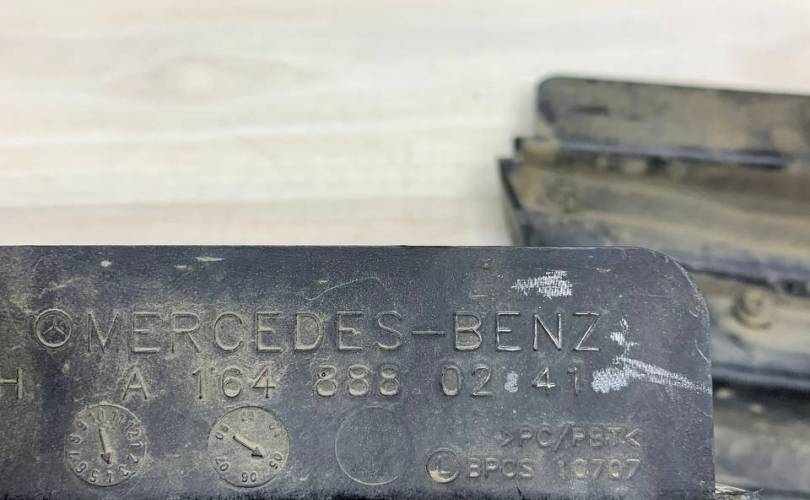 MERCEDES-BENZ
H A 164 888 02 41
>PC/PBT<
L BPOS 10707